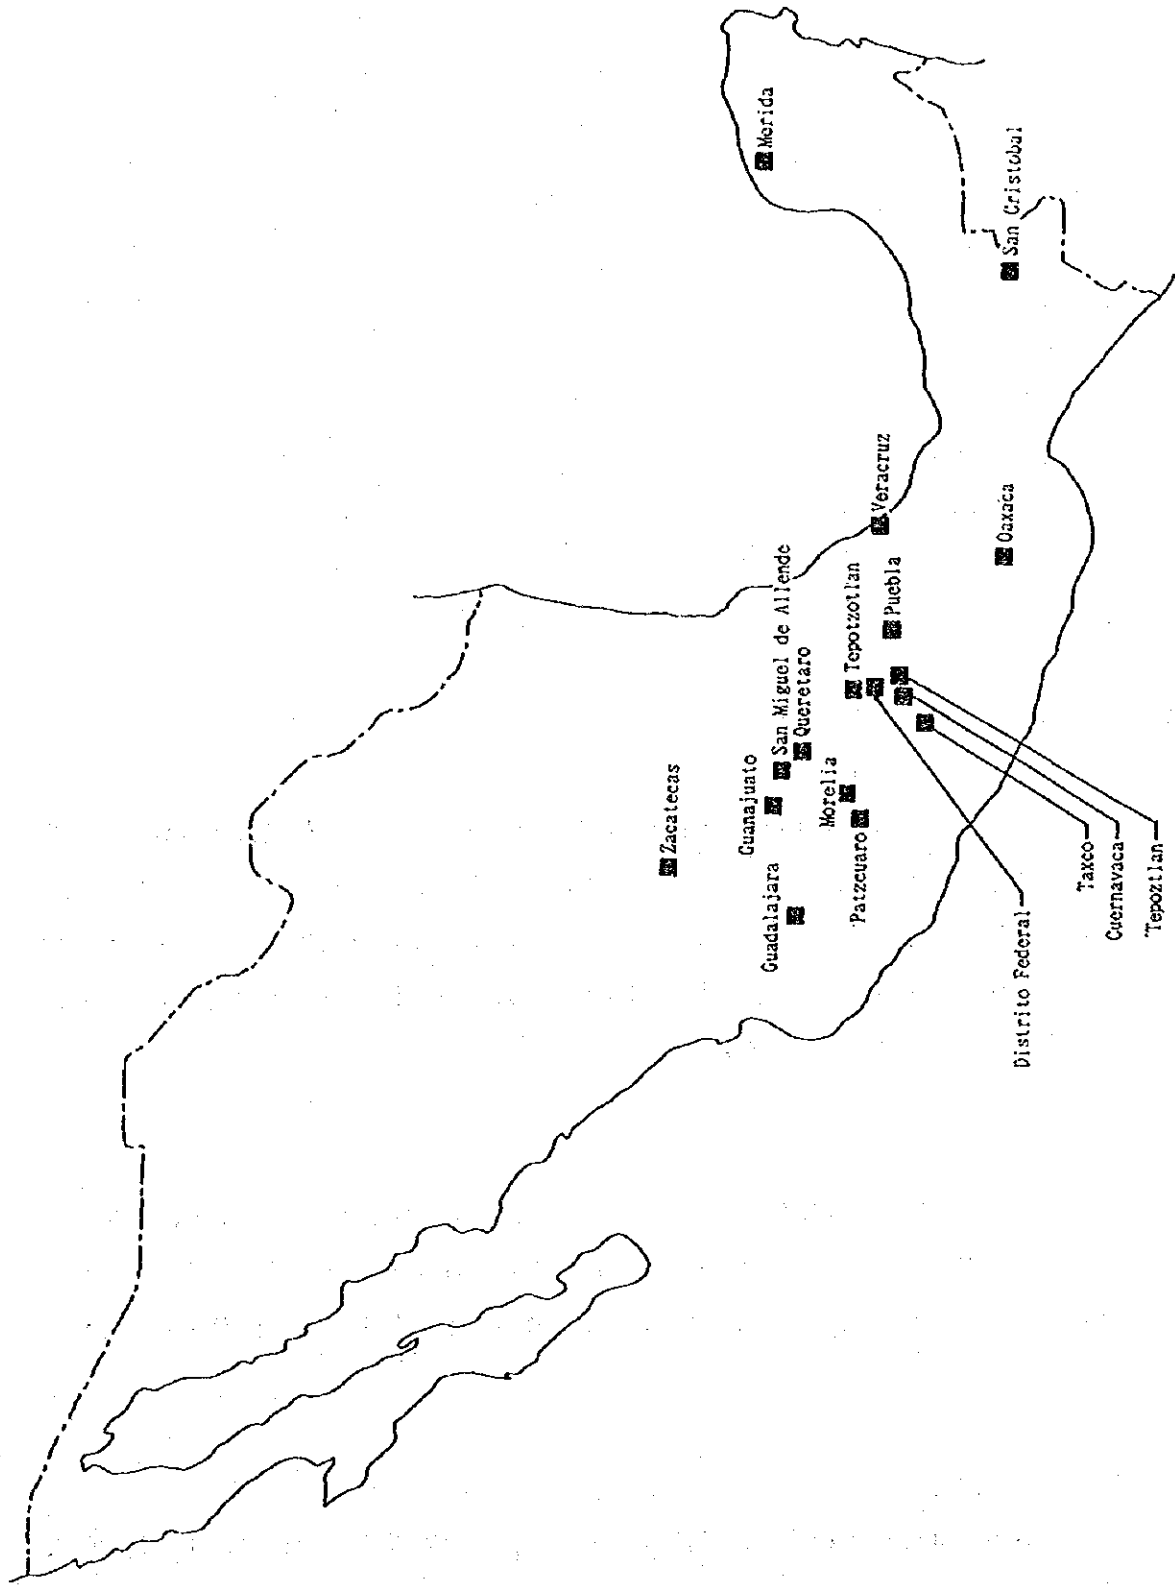 Zacatecas
Guadalajara
Guanajuato
San Miguel de Allende
Queretaro
Morelia
Patzcuaro
Tepotzotlan
Puebla
Veracruz
Merida
Oaxaca
San Cristobal
Distrito Federal
Taxco
Cuernavaca
Tepoztlan